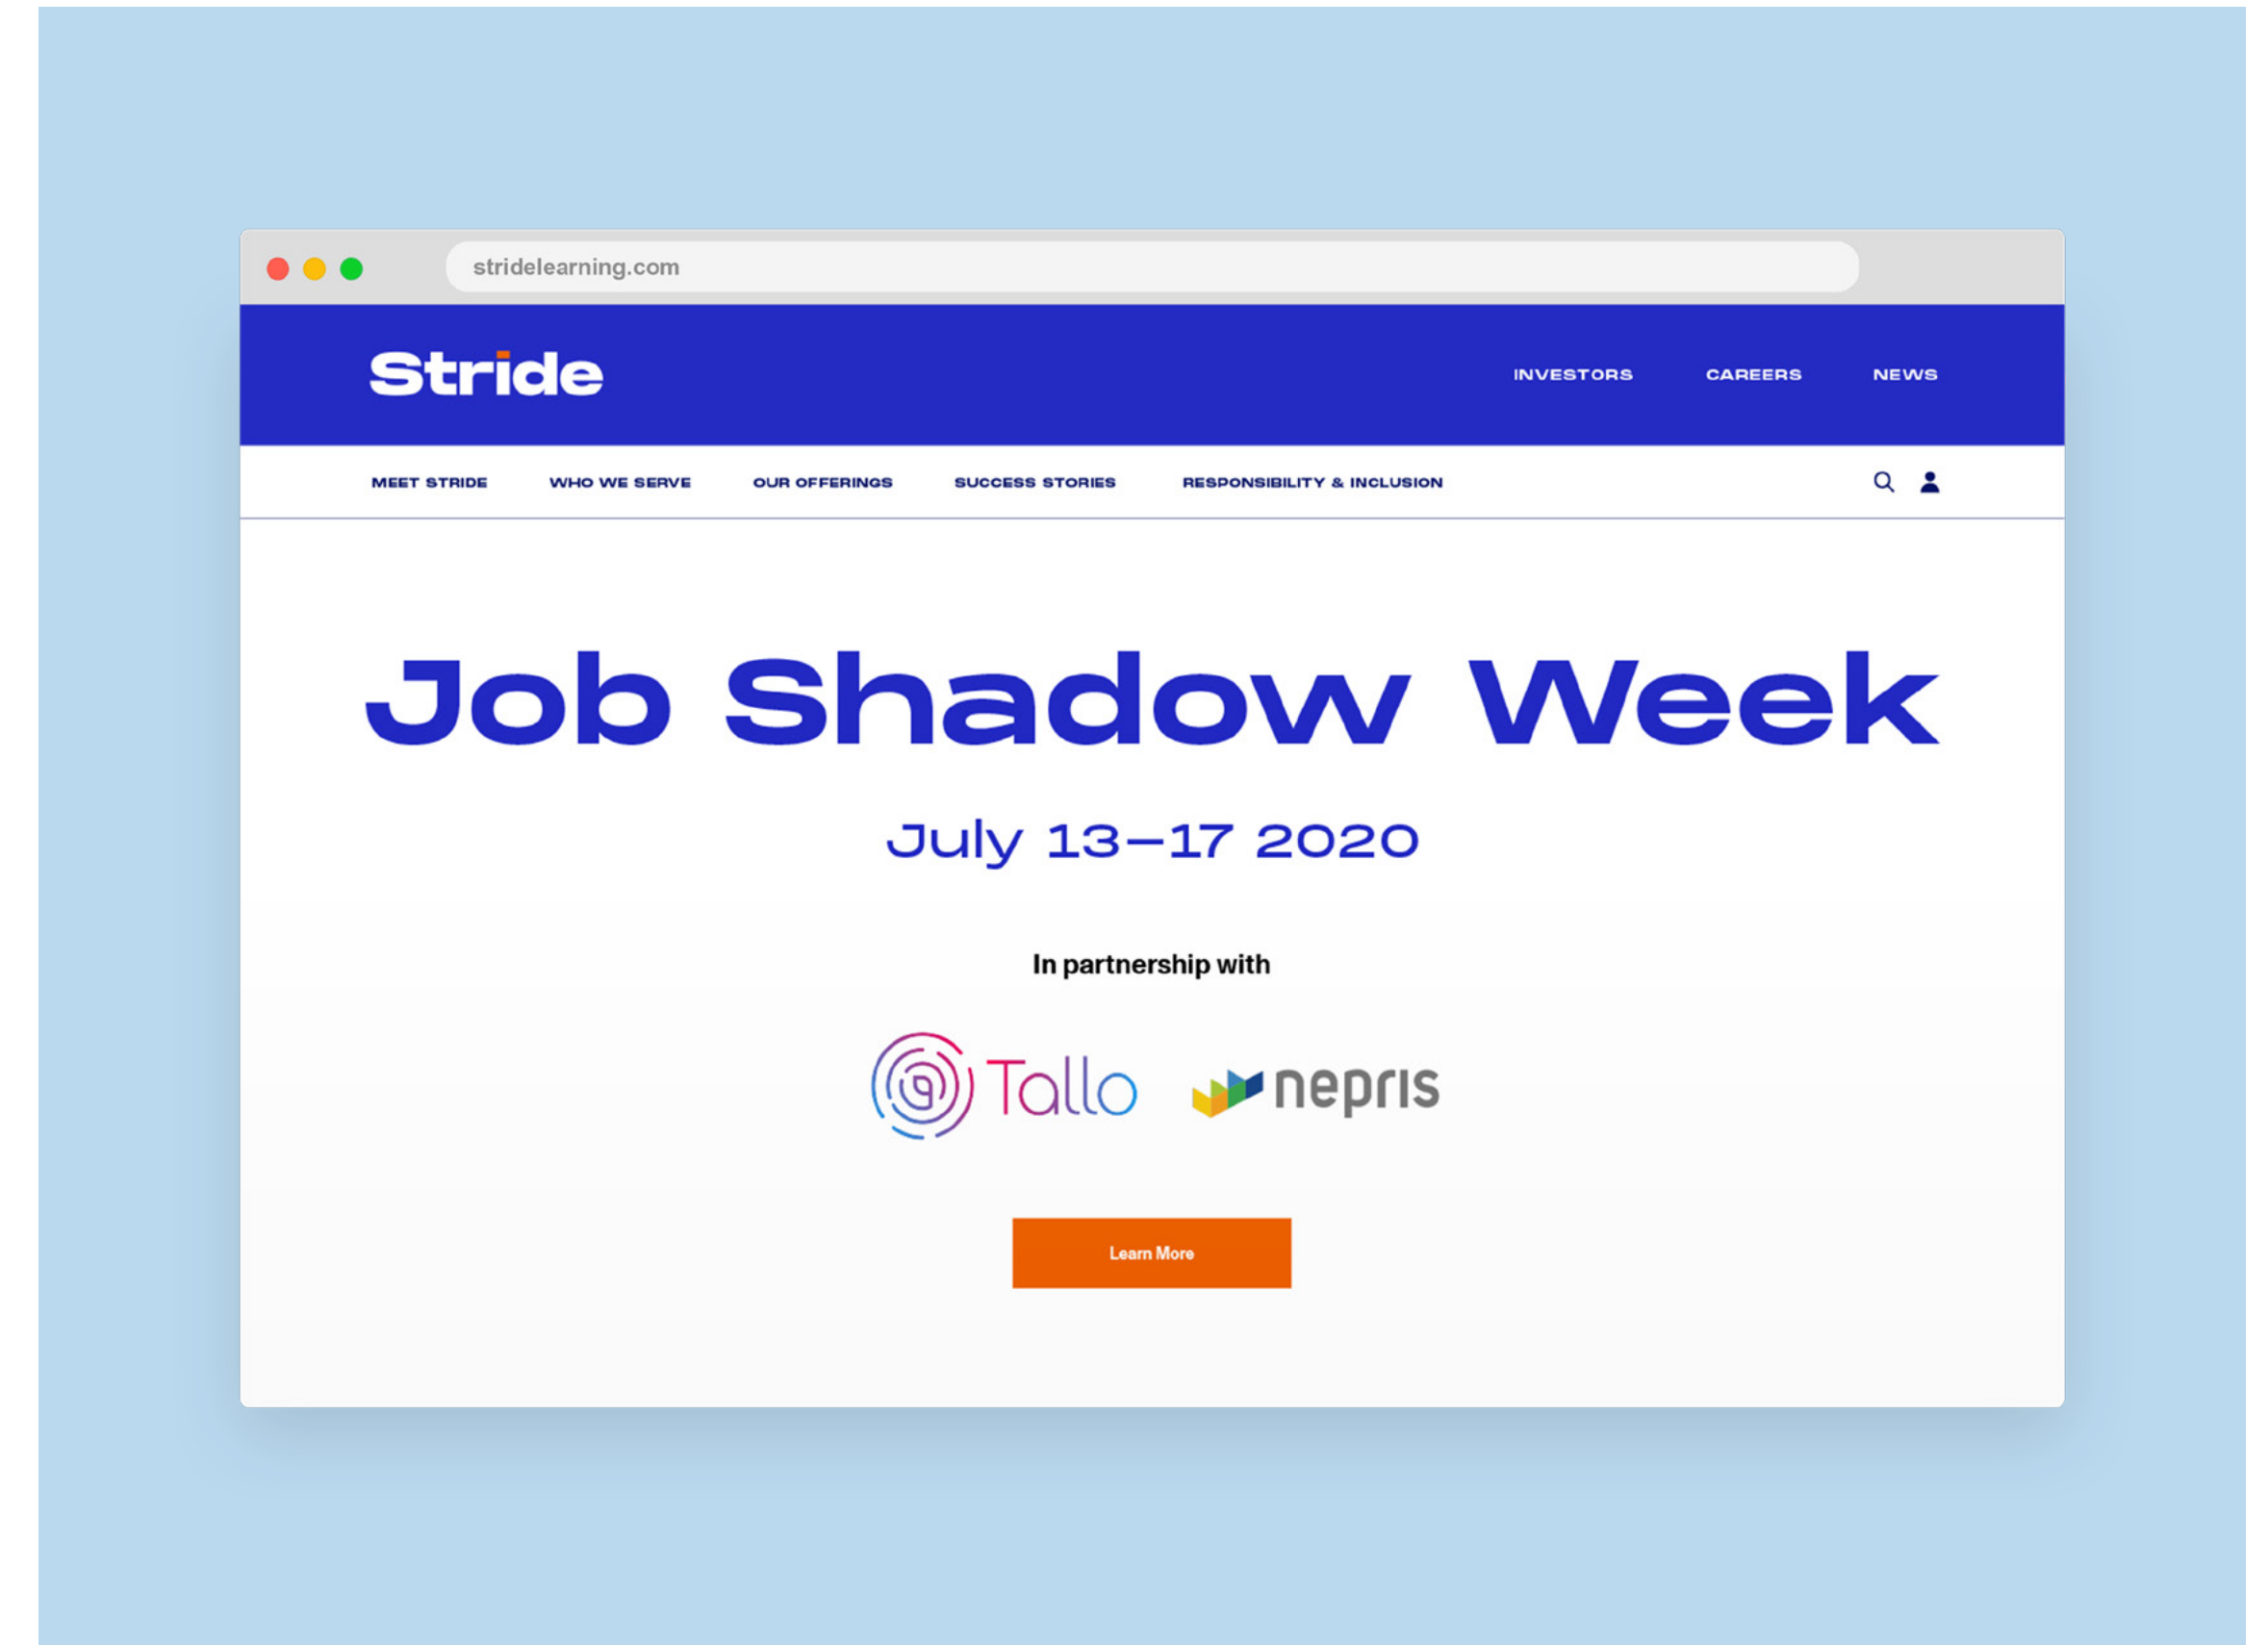 stridelearning.com
Stride
INVESTORS CAREERS NEWS
MEET STRIDE WHO WE SERVE OUR OFFERINGS SUCCESS STORIES RESPONSIBILITY & INCLUSION
Job Shadow Week
July 13–17 2020
In partnership with
Tallo nepris
Learn More